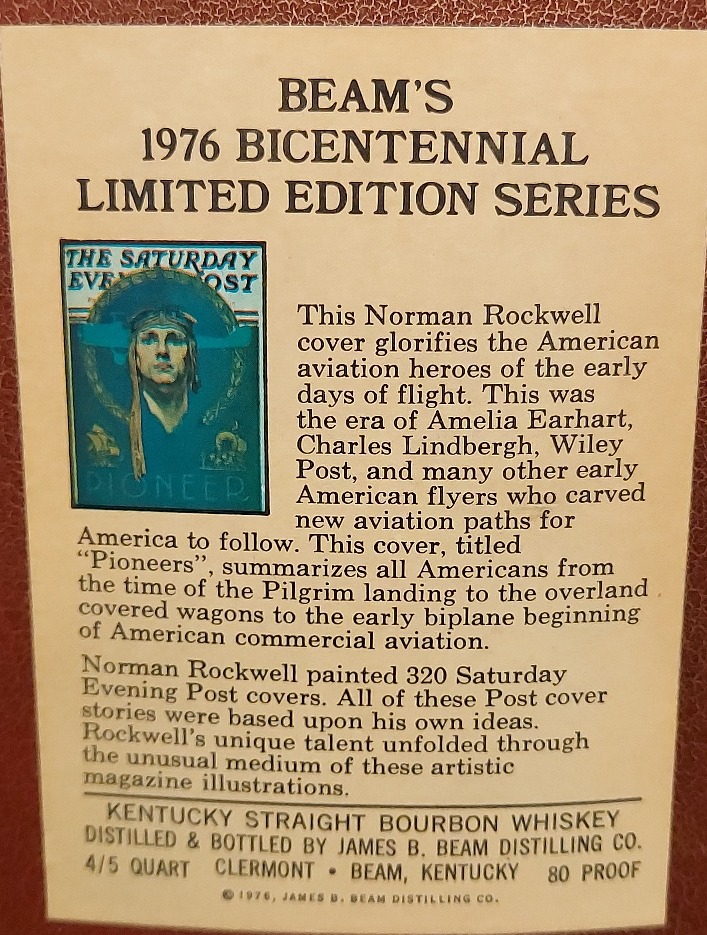 BEAM'S
1976 BICENTENNIAL
LIMITED EDITION SERIES
THE SATURDAY
EVE OST
PIONEER
This Norman Rockwell
cover glorifies the American
aviation heroes of the early
days of flight. This was
the era of Amelia Earhart,
Charles Lindbergh, Wiley
Post, and many other early
American flyers who carved
new aviation paths for
America to follow. This cover, titled
"Pioneers", summarizes all Americans from
the time of the Pilgrim landing to the overland
covered wagons to the early biplane beginning
of American commercial aviation.
Norman Rockwell painted 320 Saturday
Evening Post covers. All of these Post cover
stories were based upon his own ideas.
Rockwell's unique talent unfolded through
the unusual medium of these artistic
magazine illustrations.
KENTUCKY STRAIGHT BOURBON WHISKEY
DISTILLED & BOTTLED BY JAMES B. BEAM DISTILLING CO.
4/5 QUART CLERMONT • BEAM, KENTUCKY 80 PROOF
© 1976, JAMES B. BEAM DISTILLING CO.